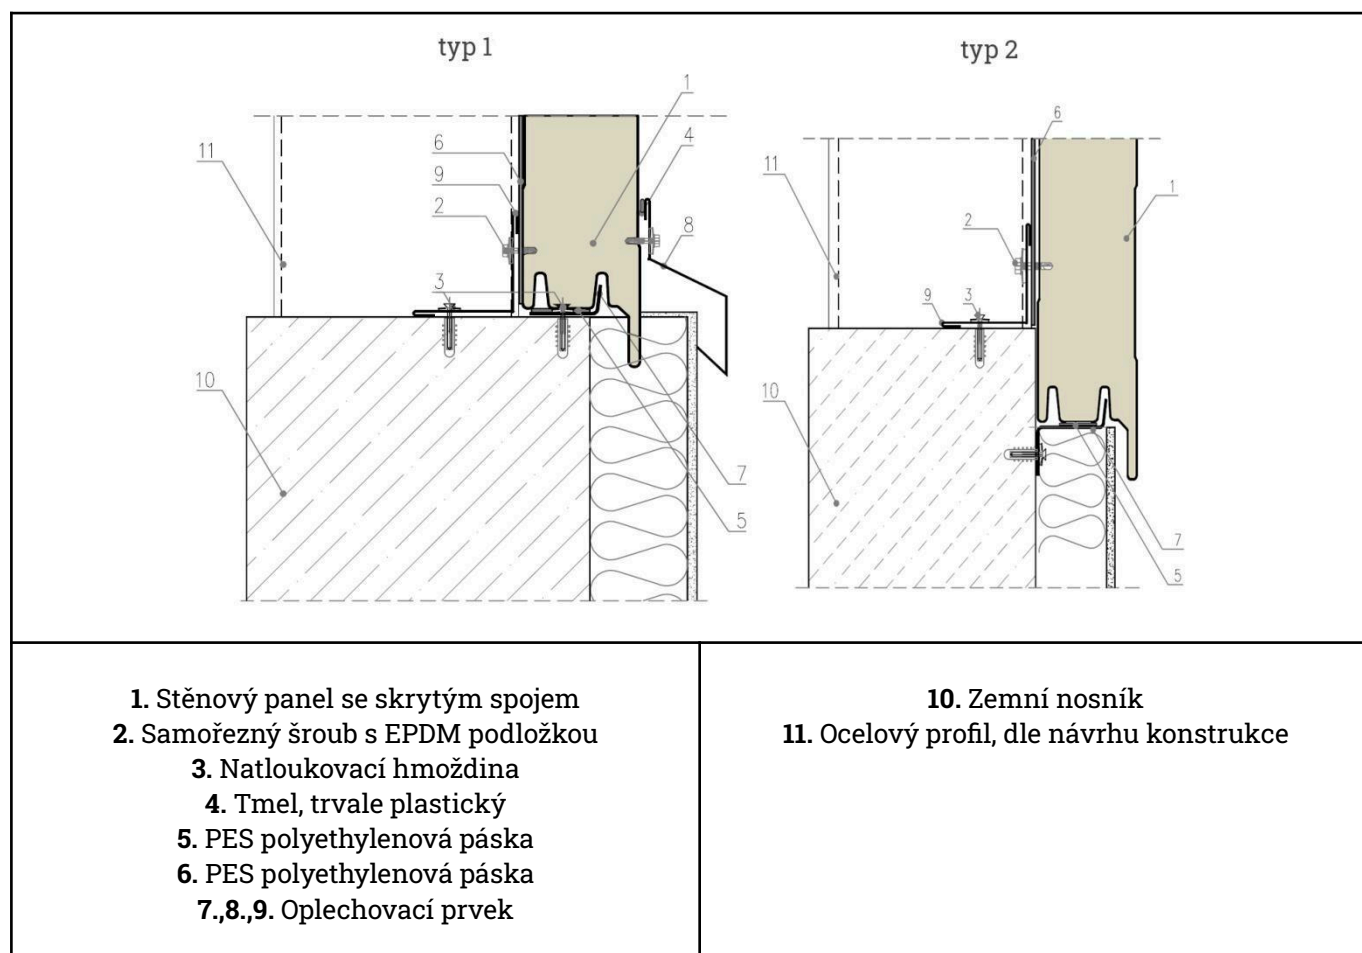 typ 1
typ 2
1
6
4
11
9
2
8
3
10
7
5
6
11
1
2
9
3
10
7
5
1. Stěnový panel se skrytým spojem
2. Samořezný šroub s EPDM podložkou
3. Natloukovací hmoždina
4. Tmel, trvale plastický
5. PES polyethylenová páska
6. PES polyethylenová páska
7.,8.,9. Oplechovací prvek
10. Zemní nosník
11. Ocelový profil, dle návrhu konstrukce